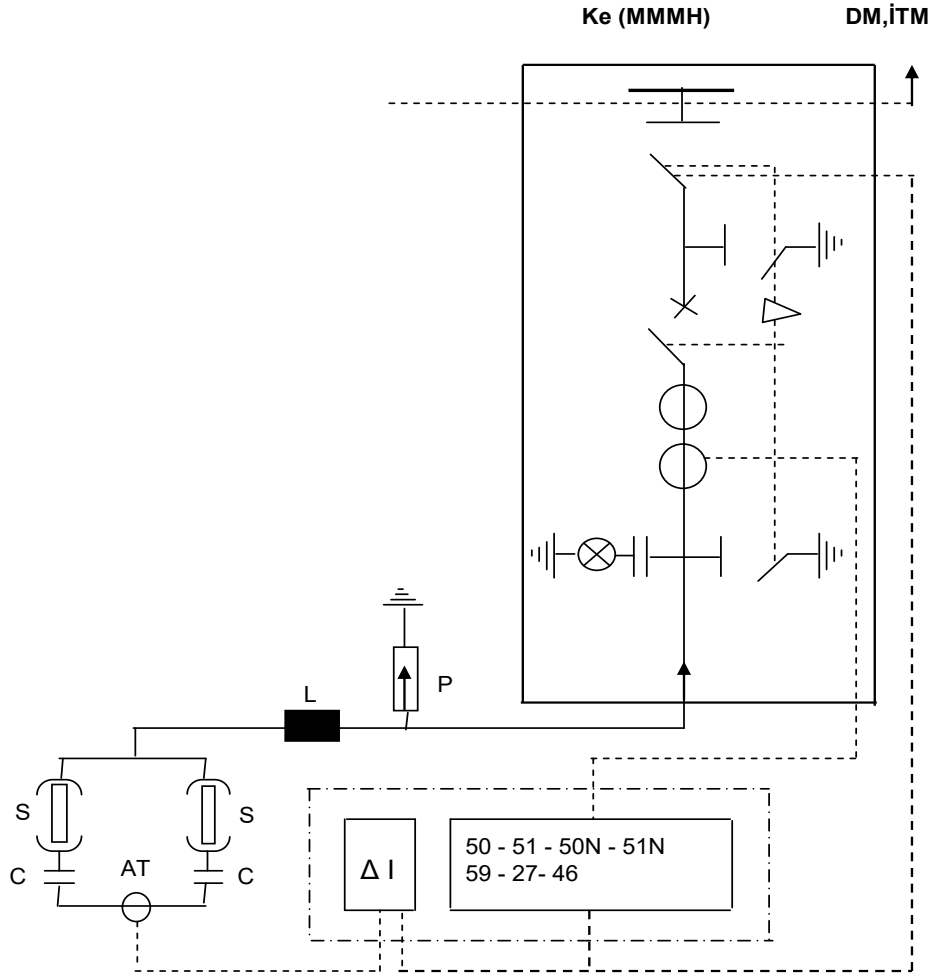 Ke (MMMH)
DM,İTM
P
L
S
S
C
AT
C
Δ I
50 - 51 - 50N - 51N
59 - 27- 46